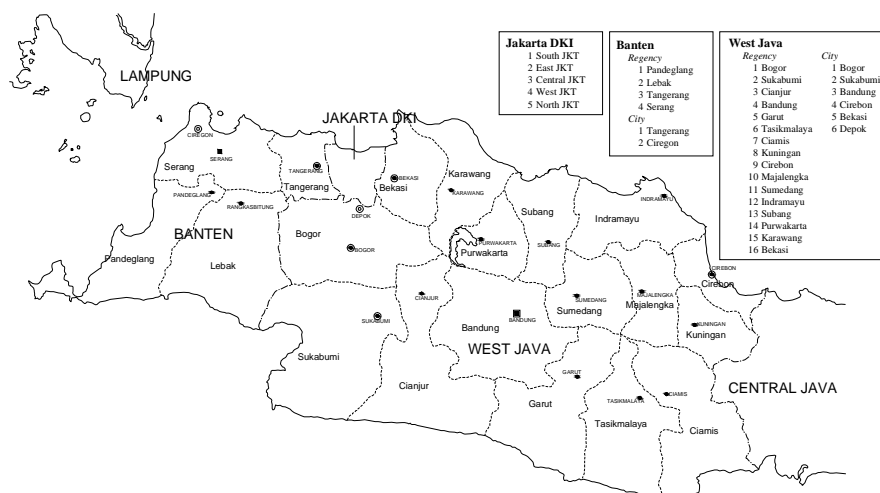 Jakarta DKI
1 South JKT
2 East JKT
3 Central JKT
4 West JKT
5 North JKT
Banten
Regency
1 Pandeglang
2 Lebak
3 Tangerang
4 Serang
City
1 Tangerang
2 Ciregon
West Java
Regency City
1 Bogor 1 Bogor
2 Sukabumi 2 Sukabumi
3 Cianjur 3 Bandung
4 Bandung 4 Cirebon
5 Garut 5 Bekasi
6 Tasikmalaya 6 Depok
7 Ciamis
8 Kuningan
9 Cirebon
10 Majalengka
11 Sumedang
12 Indramayu
13 Subang
14 Purwakarta
15 Karawang
16 Bekasi
LAMPUNG
JAKARTA DKI
CIREGON
SERANG
Serang
TANGERANG
Tangerang
BEKASI
Bekasi
Karawang
KARAWANG
PANDEGLANG
RANGKASBITUNG
DEPOK
INDRAMAYU
Subang
Indramayu
BANTEN
Bogor
BOGOR
PURWAKARTA
Purwakarta
SUBANG
Pandeglang
Lebak
CIREBON
Cirebon
CIANJUR
SUMEDANG
Sumedang
MAJALENGKA
Majalengka
SUKABUMI
Bandung
BANDUNG
KUNINGAN
Kuningan
WEST JAVA
Sukabumi
Cianjur
GARUT
Garut
CENTRAL JAVA
TASIKMALAYA
CIAMIS
Tasikmalaya
Ciamis